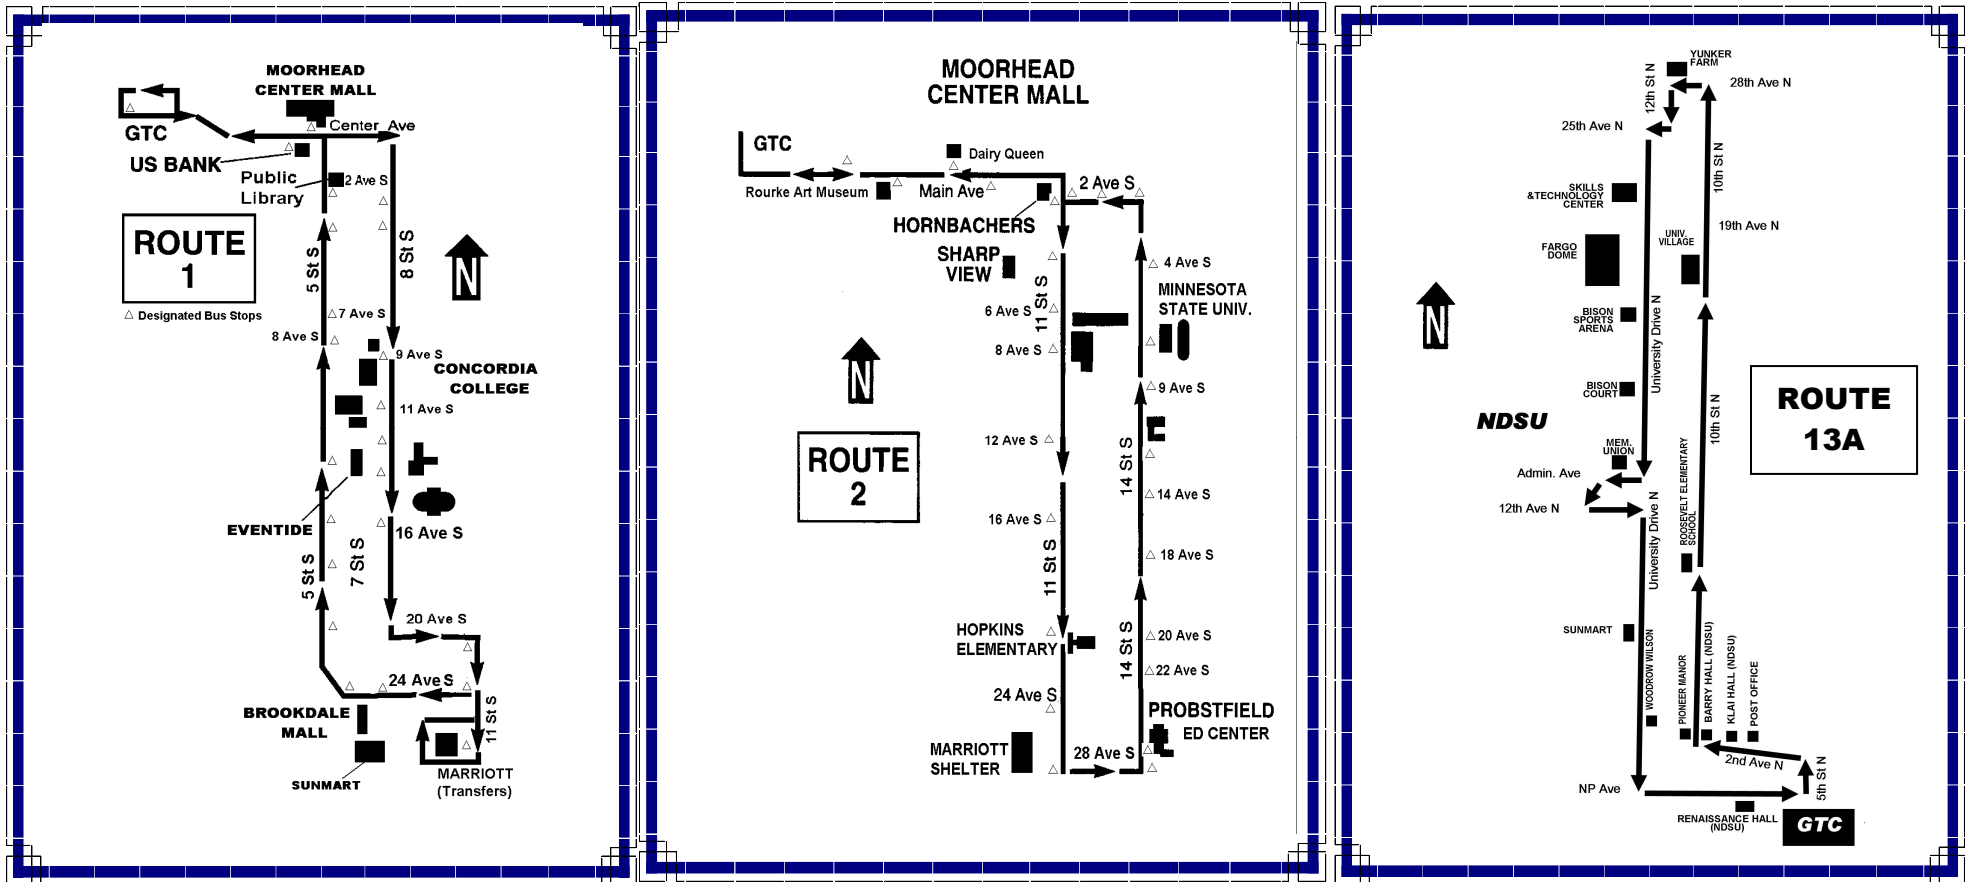 MOORHEAD
CENTER MALL
GTC
Center Ave
US BANK
Public
Library
2 Ave S
ROUTE
1
Designated Bus Stops
5 St S
8 St S
N
7 Ave S
8 Ave S
9 Ave S
CONCORDIA
COLLEGE
11 Ave S
EVENTIDE
16 Ave S
7 St S
5 St S
20 Ave S
24 Ave S
BROOKDALE
MALL
11 St S
SUNMART
MARRIOTT
(Transfers)
MOORHEAD
CENTER MALL
GTC
Dairy Queen
Rourke Art Museum
Main Ave
2 Ave S
HORNBACHERS
SHARP
VIEW
4 Ave S
11 St S
MINNESOTA
STATE UNIV.
6 Ave S
8 Ave S
N
9 Ave S
ROUTE
2
12 Ave S
14 St S
14 Ave S
16 Ave S
11 St S
18 Ave S
HOPKINS
ELEMENTARY
20 Ave S
14 St S
22 Ave S
24 Ave S
PROBSTFIELD
ED CENTER
MARRIOTT
SHELTER
28 Ave S
YUNKER
FARM
12th St N
28th Ave N
25th Ave N
10th St N
SKILLS
&TECHNOLOGY
CENTER
19th Ave N
UNIV.
VILLAGE
FARGO
DOME
N
BISON
SPORTS
ARENA
University Drive N
BISON
COURT
NDSU
10th St N
ROUTE
13A
MEM.
UNION
Admin. Ave
12th Ave N
ROOSEVELT ELEMENTARY
SCHOOL
University Drive N
SUNMART
WOODROW WILSON
PIONEER MANOR
BARRY HALL (NDSU)
KLAI HALL (NDSU)
POST OFFICE
2nd Ave N
5th St N
NP Ave
RENAISSANCE HALL
(NDSU)
GTC